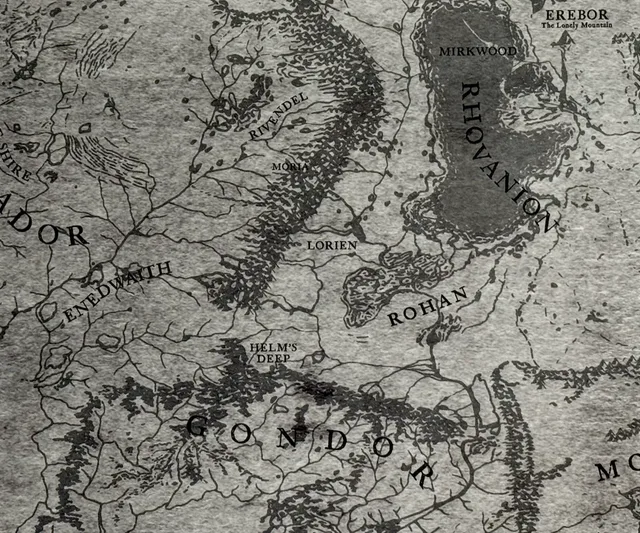 EREBOR
The Lonely Mountain
MIRKWOOD
RHOVANION
RIVENDEL
MORIA
SHIRE
ADOR
LORIEN
ENEDWAITH
ROHAN
HELM'S
DEEP
GONDOR
MO